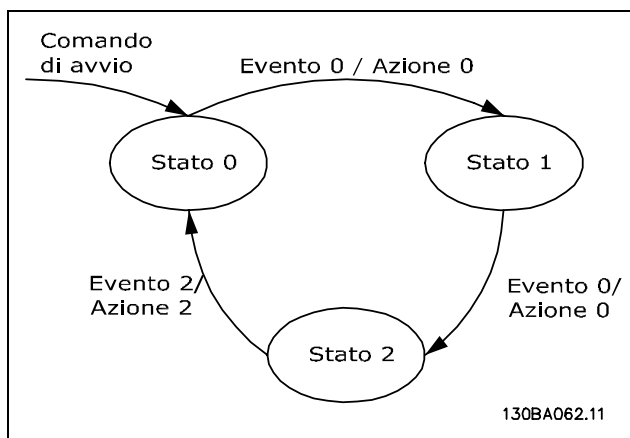 Comando
di avvio
Evento 0 / Azione 0
Stato 0
Stato 1
Evento 2/
Azione 2
Evento 0/
Azione 0
Stato 2
130BA062.11